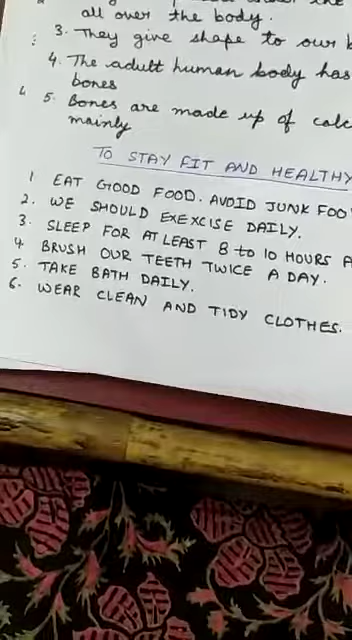 all over the body.
3. They give shape to our
4. The adult human body has
bones
5. Bones are made up of
mainly
TO STAY FIT AND HEALTHY
1 EAT GOOD FOOD. AVOID JUNK
2. WE SHOULD EXEXCISE DAILY.
3. SLEEP FOR AT LEAST 8 to 10 HOURS
4 BRUSH OUR TEETH TWICE A DAY.
5. TAKE BATH DAILY.
6. WEAR CLEAN AND TIDY CLOTHES.